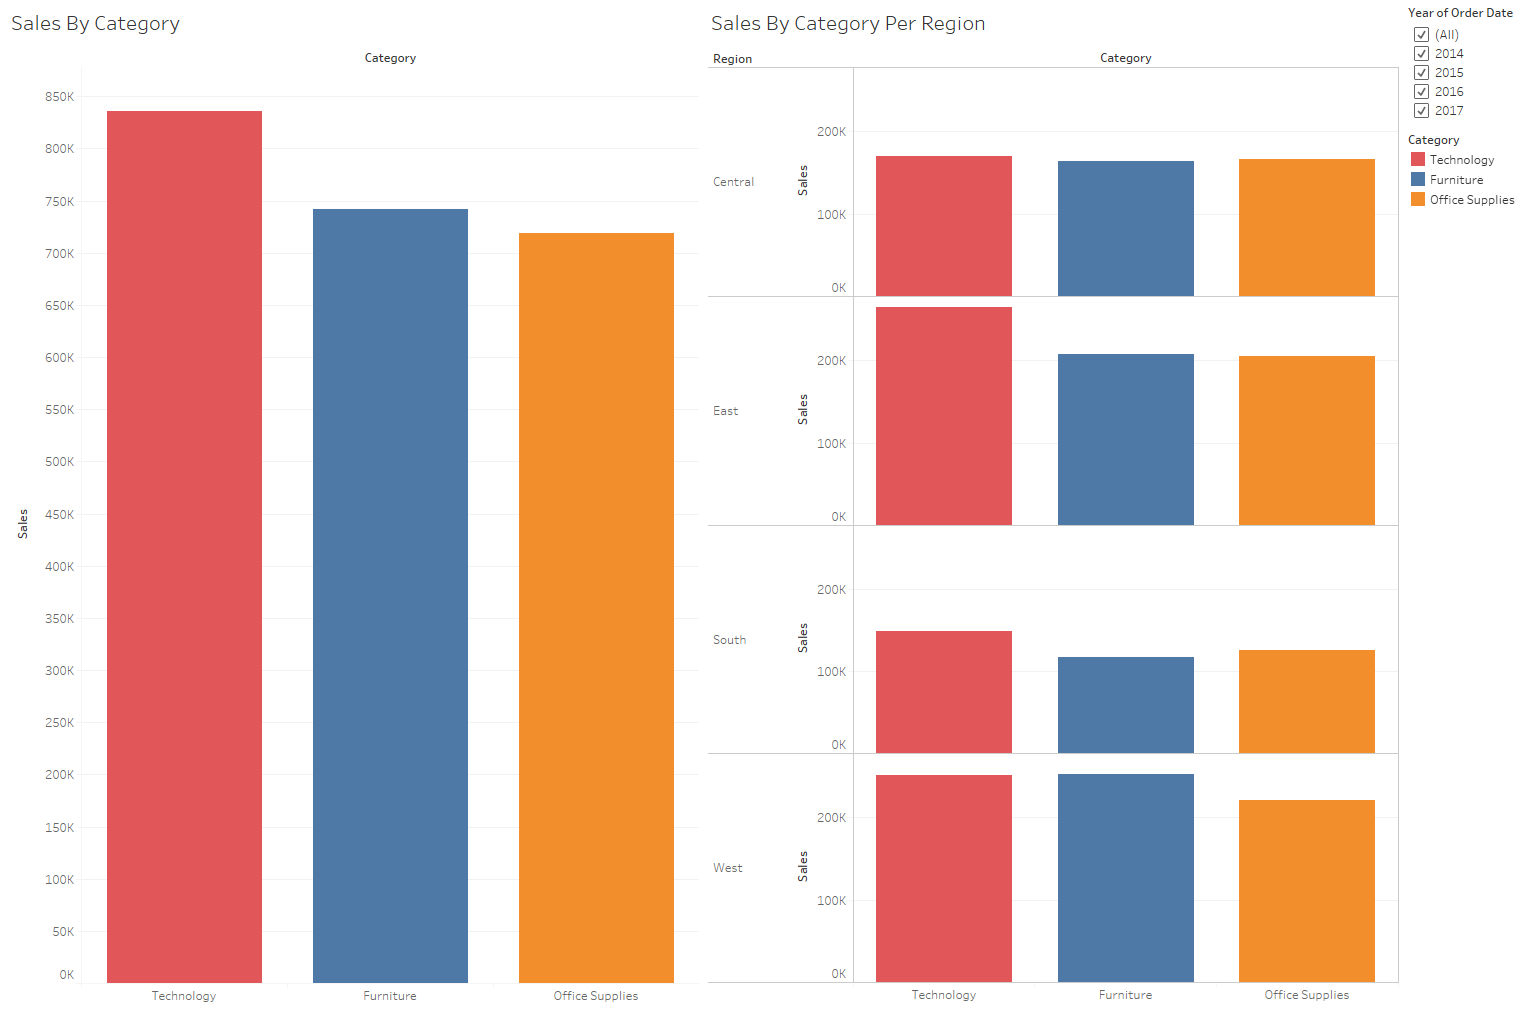 Sales By Category
Category
850K
800K
750K
700K
650K
600K
550K
500K
450K
400K
350K
300K
250K
200K
150K
100K
50K
0K
Sales
Technology Furniture Office Supplies
Sales By Category Per Region
Region Category
Central
Sales
200K
100K
0K
East
Sales
200K
100K
0K
South
Sales
200K
100K
0K
West
Sales
200K
100K
0K
Technology Furniture Office Supplies
Year of Order Date
(All)
2014
2015
2016
2017
Category
Technology
Furniture
Office Supplies